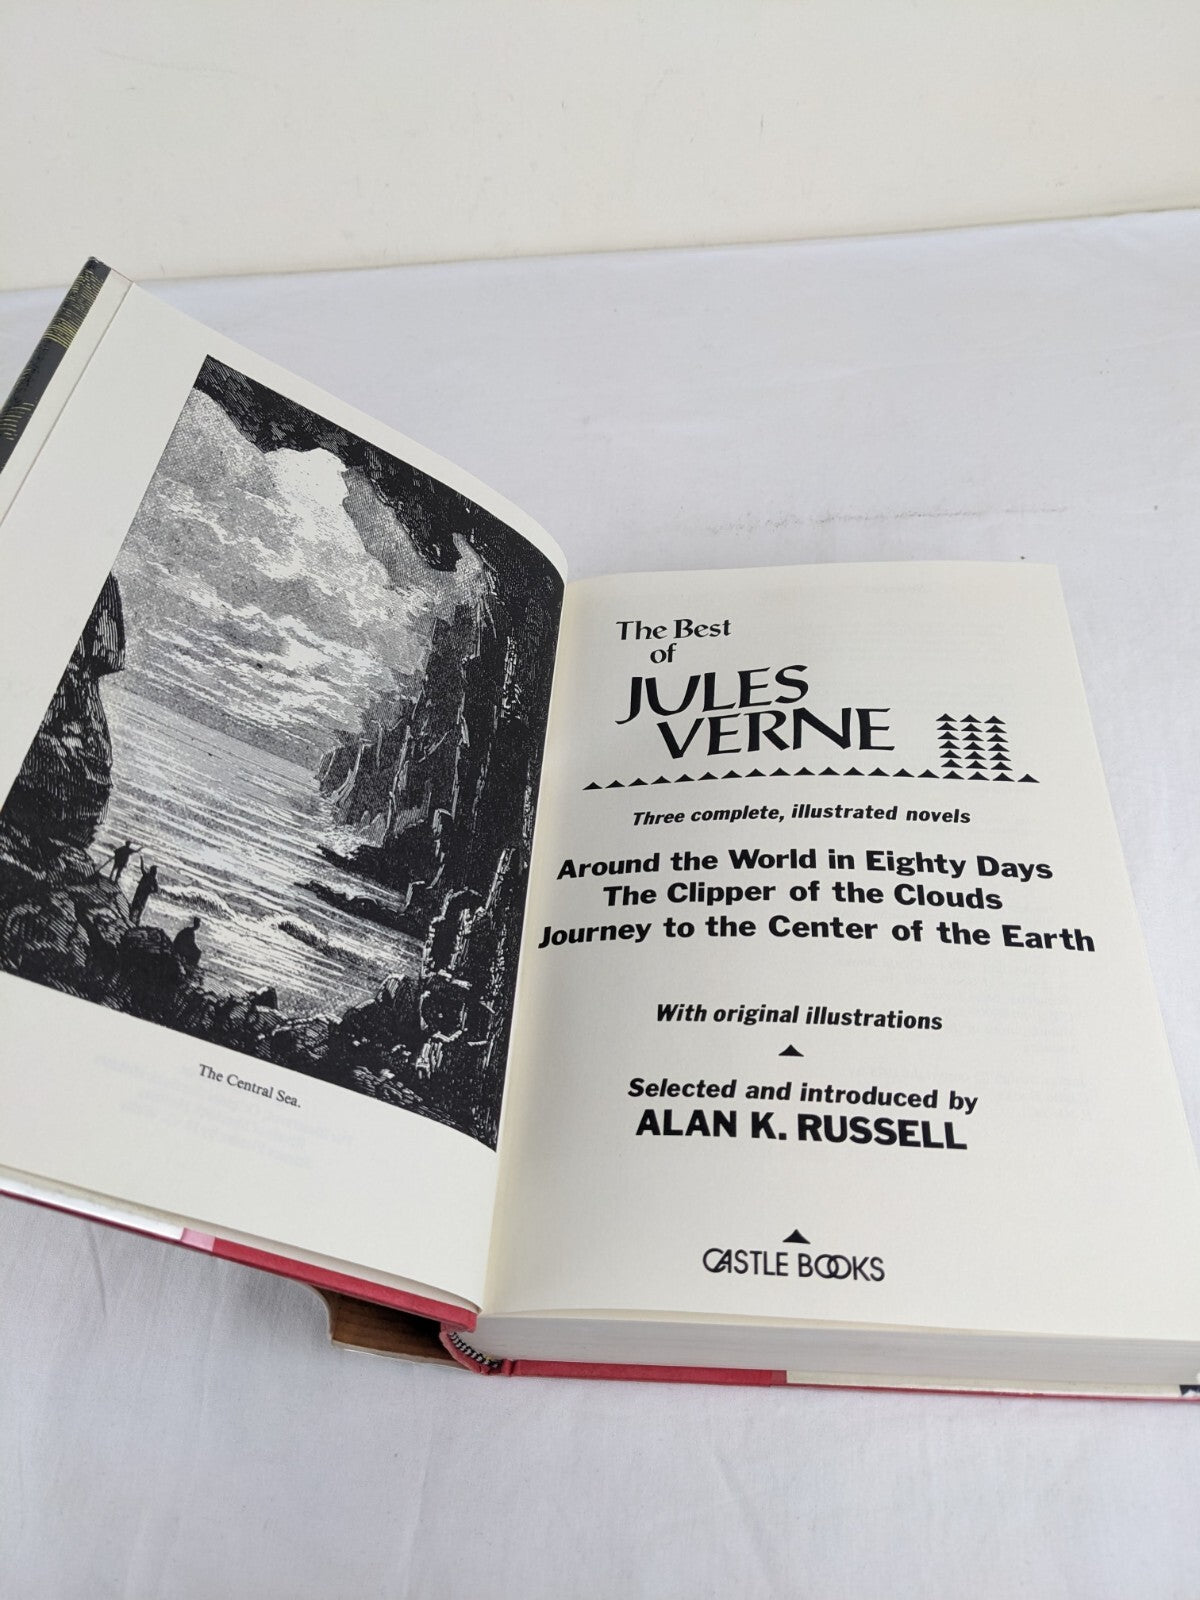 The Central Sea.
The Best
of
JULES
VERNE
Three complete, illustrated novels
Around the World in Eighty Days
The Clipper of the Clouds
Journey to the Center of the Earth
With original illustrations
Selected and introduced by
ALAN K. RUSSELL
CASTLE BOOKS